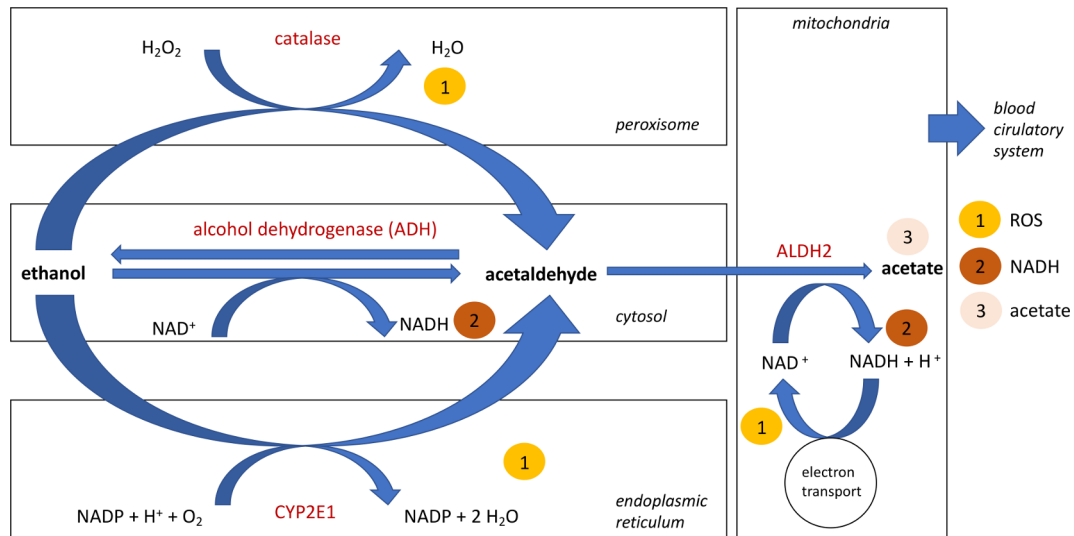 H₂O₂
catalase
H₂O
1
peroxisome
alcohol dehydrogenase (ADH)
ethanol
acetaldehyde
NAD⁺
NADH
2
cytosol
1
NADP + H⁺ + O₂
CYP2E1
NADP + 2 H₂O
endoplasmic
reticulum
mitochondria
ALDH2
3
acetate
2
NAD ⁺
NADH + H ⁺
1
electron
transport
blood
cirulatory
system
1 ROS
2 NADH
3 acetate